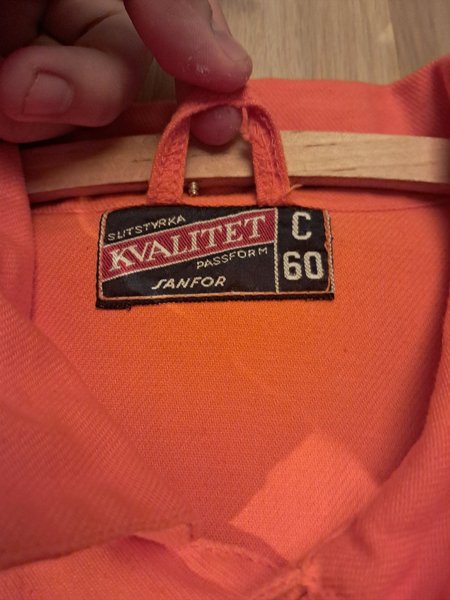 SLITSTYRKA
KVALITET
PASSFORM
SANFOR
C
60